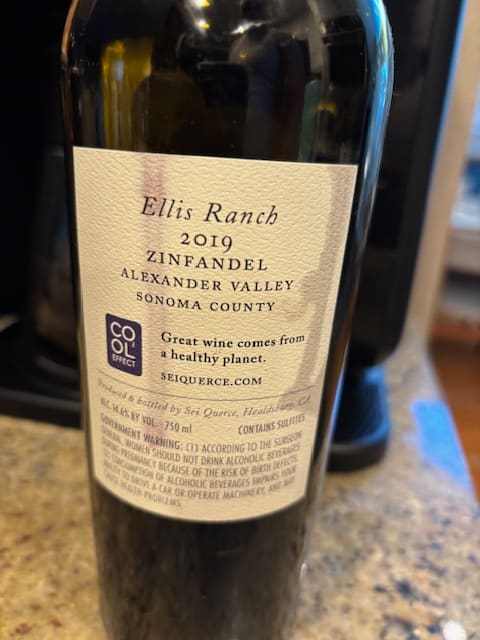 Ellis Ranch
2019
ZINFANDEL
ALEXANDER VALLEY
SONOMA COUNTY
CO2
OL
EFFECT
Great wine comes from
a healthy planet.
SEIQUERCE.COM
Produced & bottled by Sei Querce, Healdsburg, CA
ALC. 14.6% BY VOL. · 750 ml CONTAINS SULFITES
GOVERNMENT WARNING: (1) ACCORDING TO THE SURGEON
GENERAL, WOMEN SHOULD NOT DRINK ALCOHOLIC BEVERAGES
DURING PREGNANCY BECAUSE OF THE RISK OF BIRTH DEFECTS.
(2) CONSUMPTION OF ALCOHOLIC BEVERAGES IMPAIRS YOUR
ABILITY TO DRIVE A CAR OR OPERATE MACHINERY, AND MAY
CAUSE HEALTH PROBLEMS.